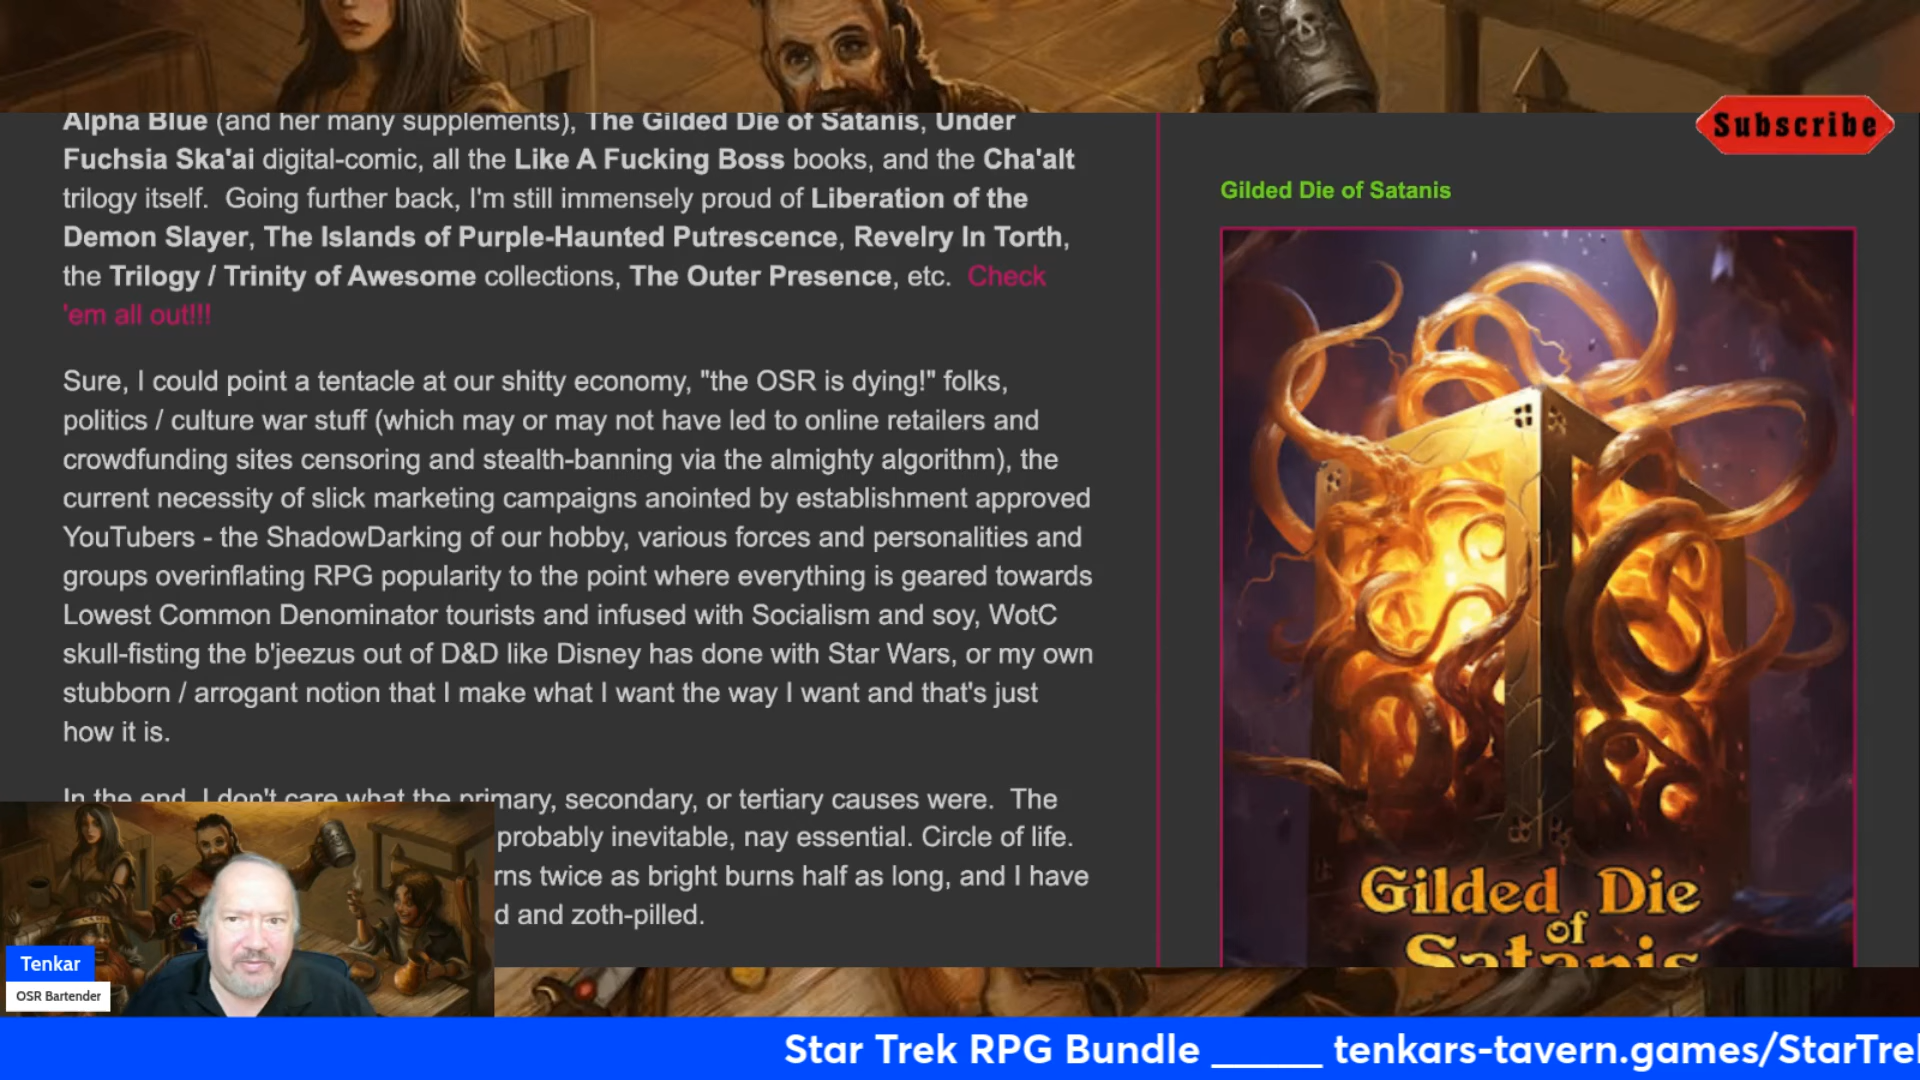 Alpha Blue (and her many supplements), The Gilded Die of Satanis, Under
Fuchsia Ska'ai digital-comic, all the Like A Fucking Boss books, and the Cha'alt
trilogy itself.  Going further back, I'm still immensely proud of Liberation of the
Demon Slayer, The Islands of Purple-Haunted Putrescence, Revelry In Torth,
the Trilogy / Trinity of Awesome collections, The Outer Presence, etc.  Check
'em all out!!!
Sure, I could point a tentacle at our shitty economy, "the OSR is dying!" folks,
politics / culture war stuff (which may or may not have led to online retailers and
crowdfunding sites censoring and stealth-banning via the almighty algorithm), the
current necessity of slick marketing campaigns anointed by establishment approved
YouTubers - the ShadowDarking of our hobby, various forces and personalities and
groups overinflating RPG popularity to the point where everything is geared towards
Lowest Common Denominator tourists and infused with Socialism and soy, WotC
skull-fisting the b'jeezus out of D&D like Disney has done with Star Wars, or my own
stubborn / arrogant notion that I make what I want the way I want and that's just
how it is.
In the end, I don't care what the primary, secondary, or tertiary causes were.  The
probably inevitable, nay essential. Circle of life.
rns twice as bright burns half as long, and I have
d and zoth-pilled.
Subscribe
Gilded Die of Satanis
Gilded Die
of
Satanis
Tenkar
OSR Bartender
Star Trek RPG Bundle ______ tenkars-tavern.games/StarTrek